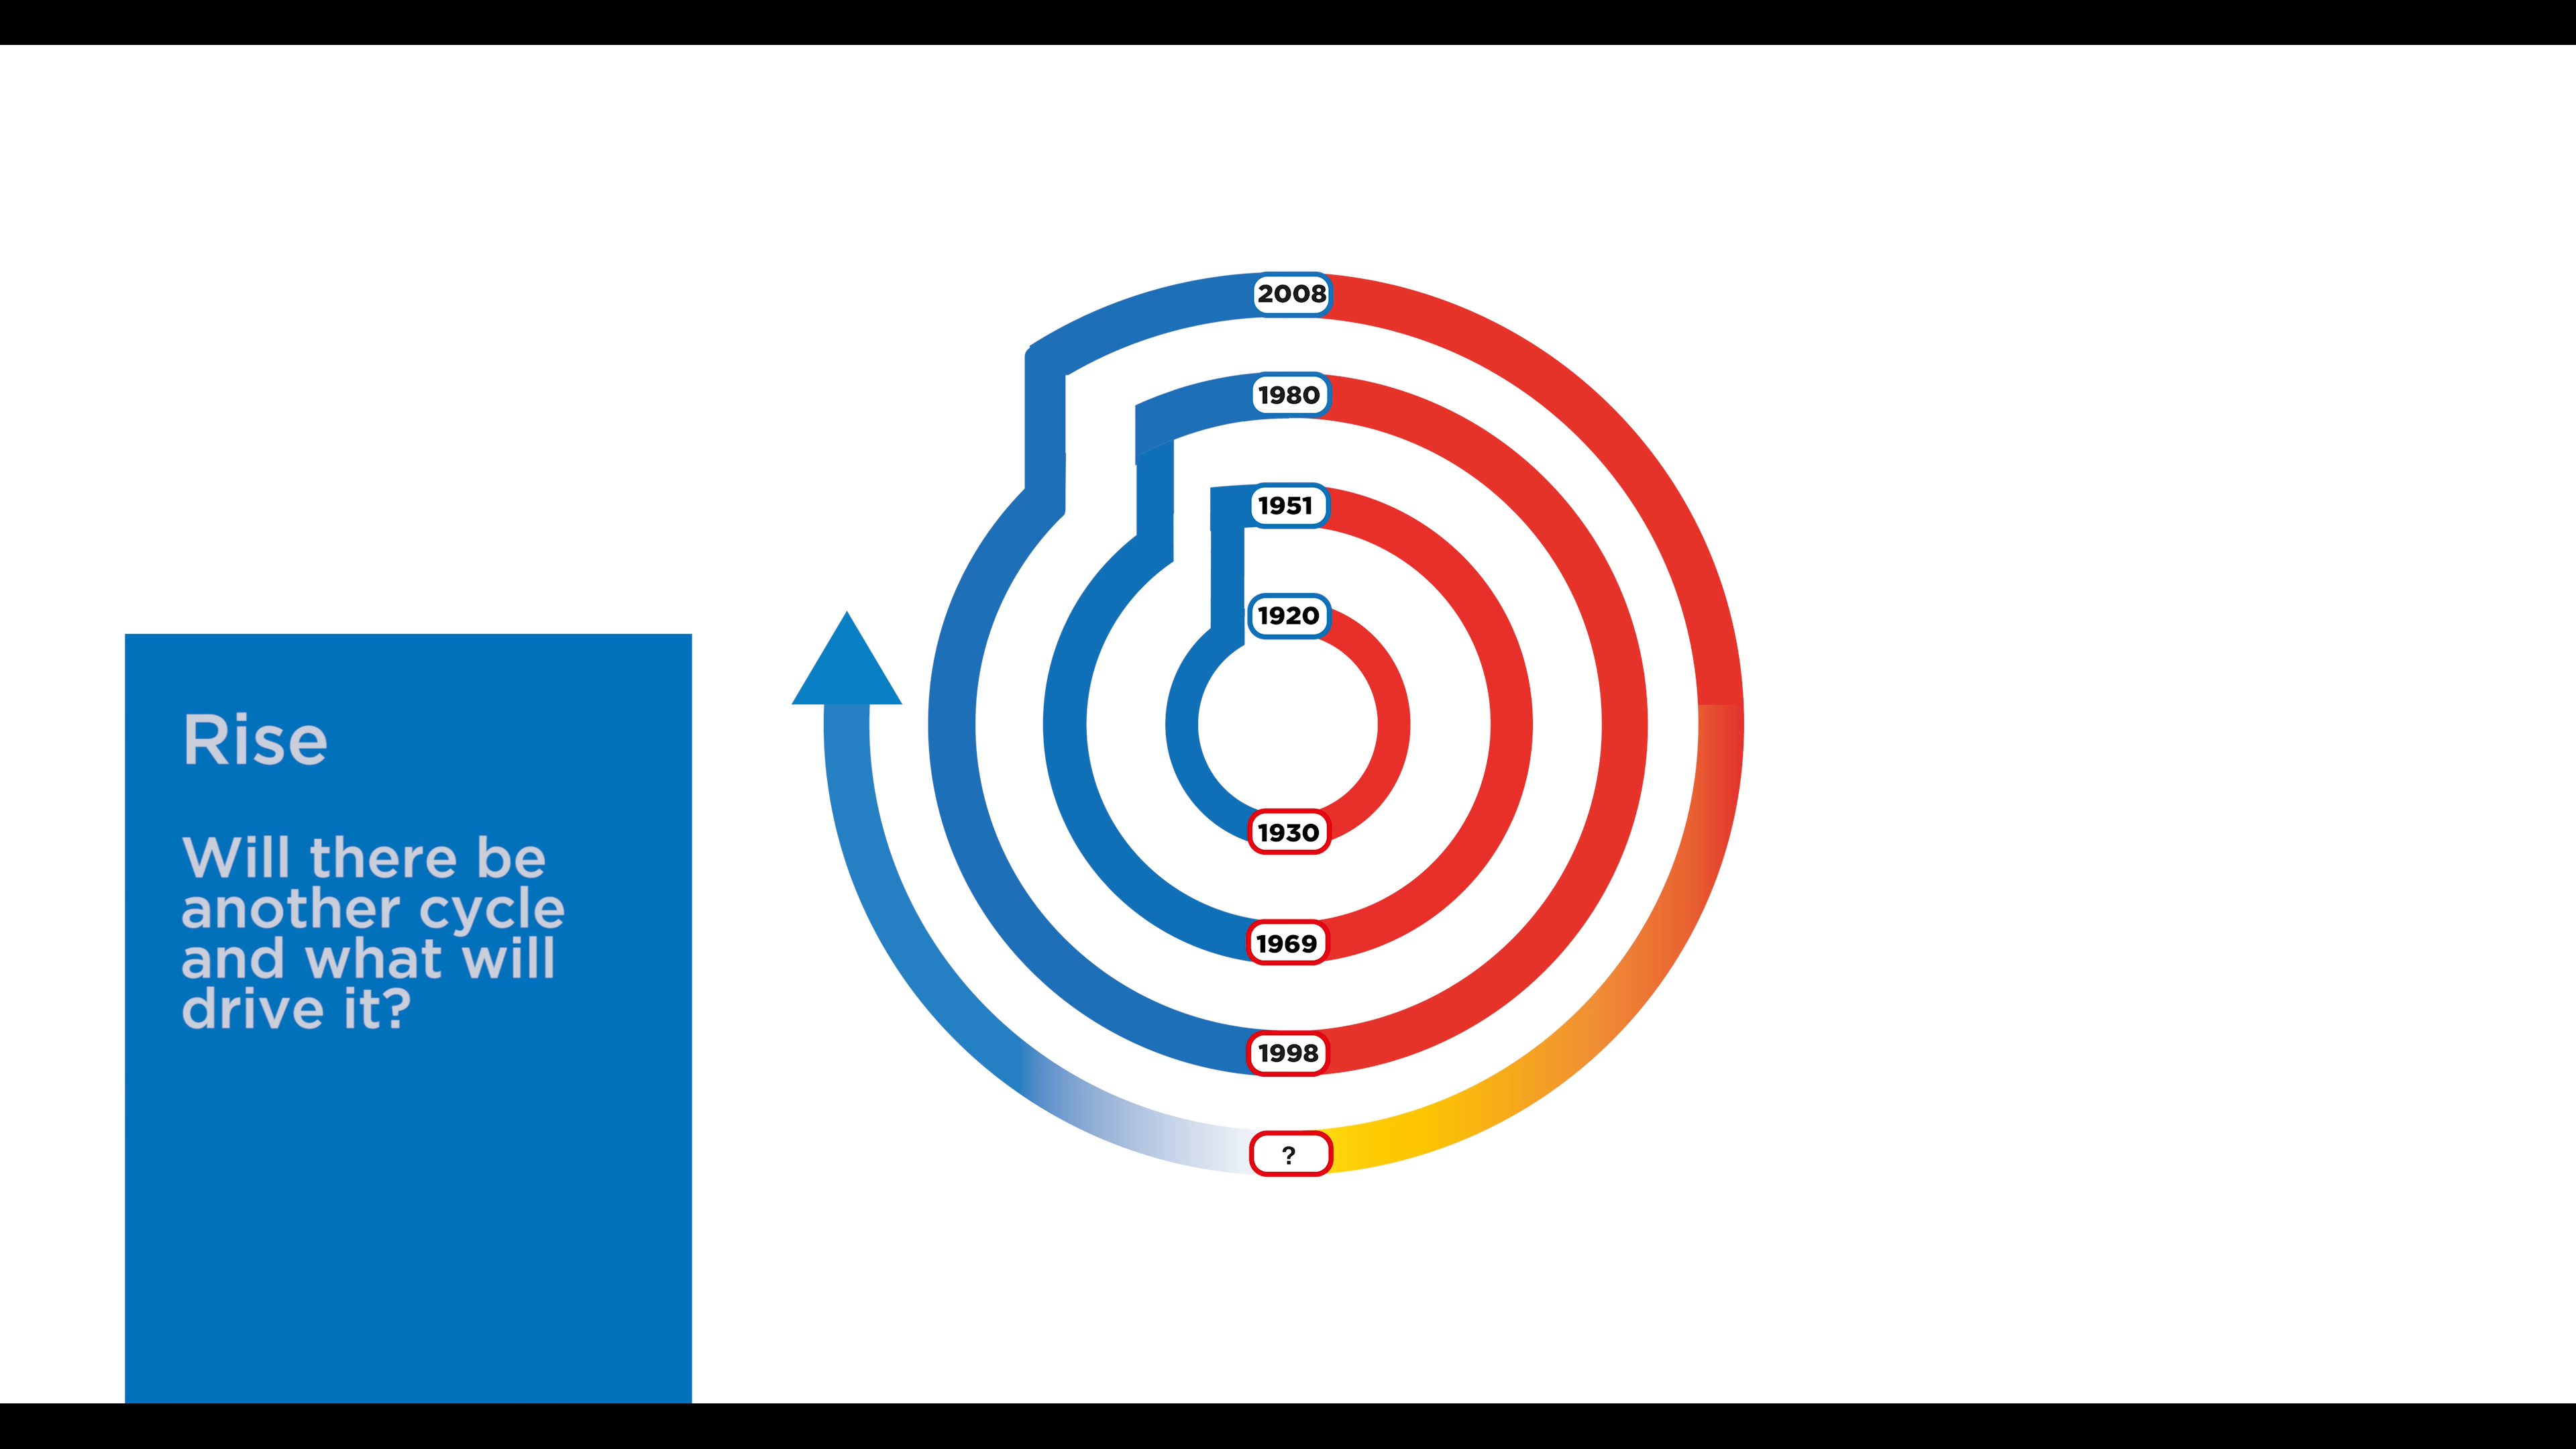 Rise
Will there be
another cycle
and what will
drive it?
2008
1980
1951
1920
1930
1969
1998
?